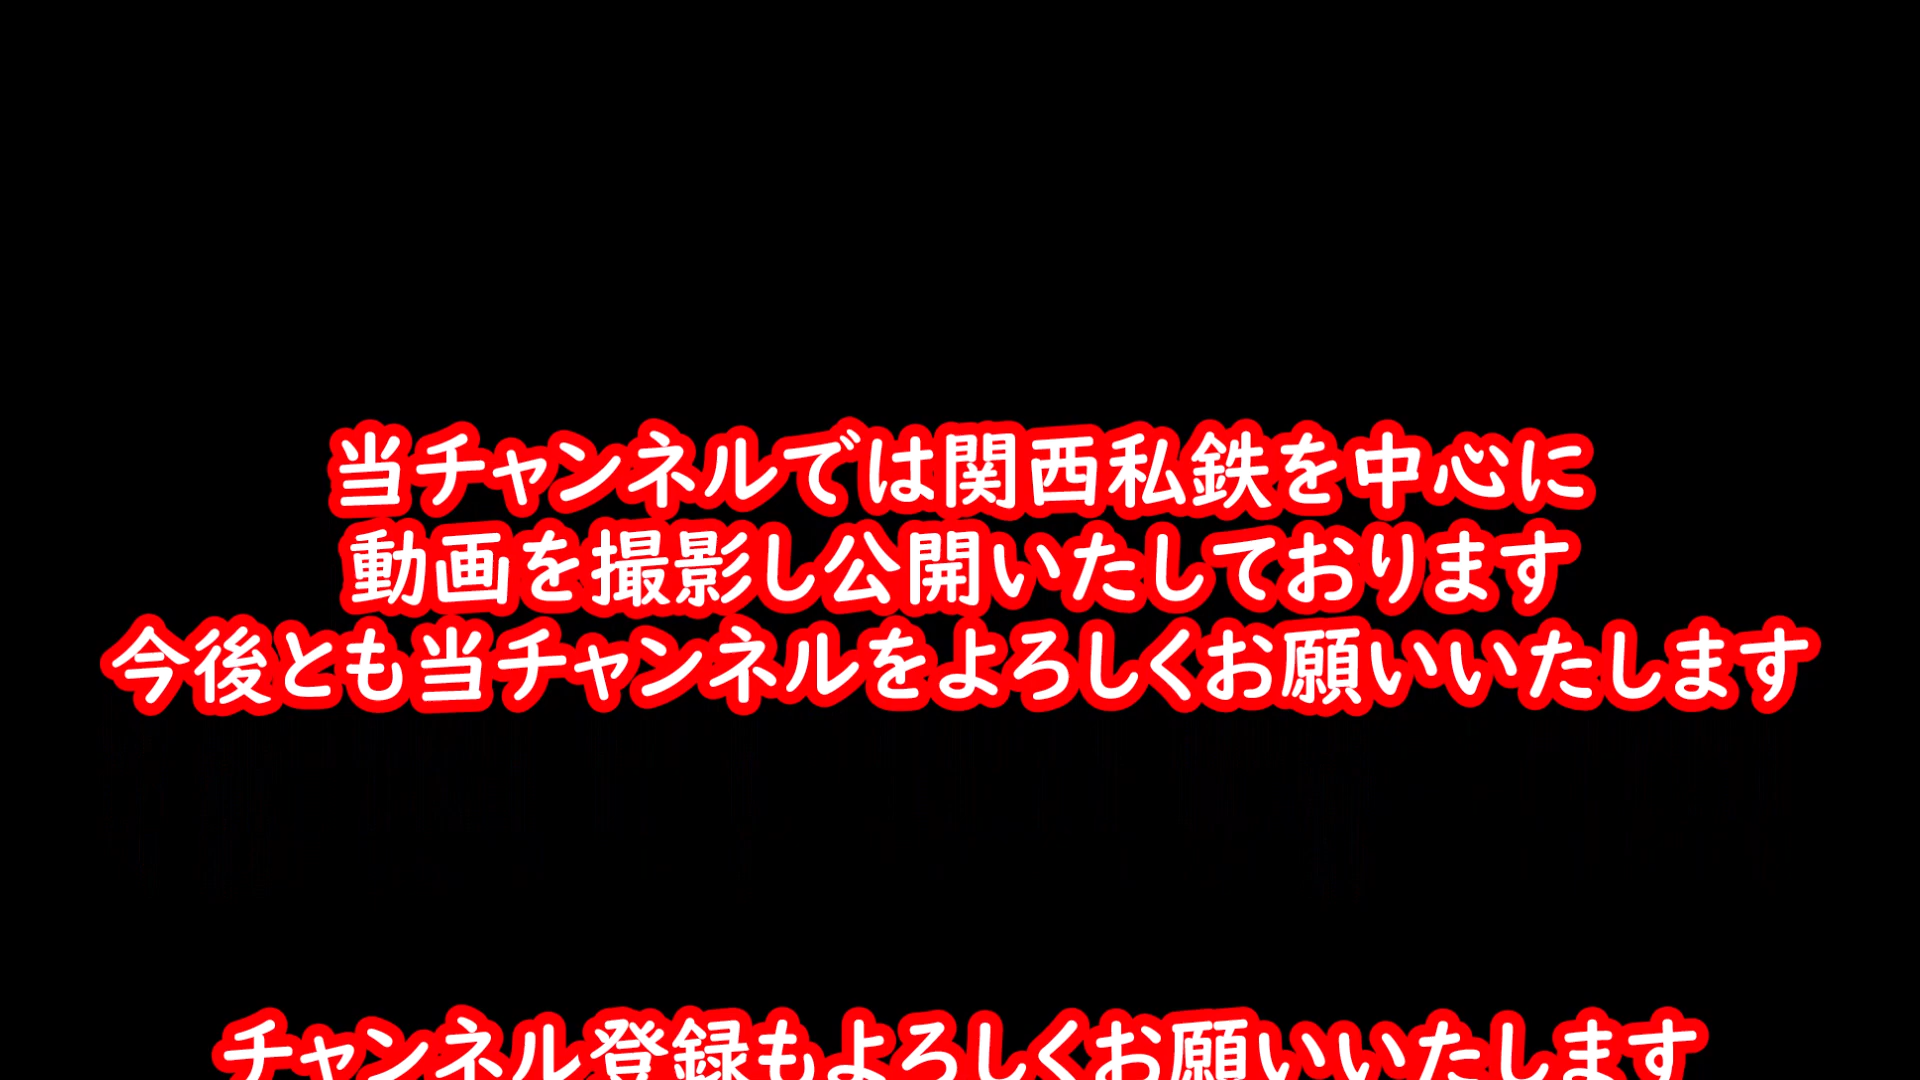 当チャンネルでは関西私鉄を中心に
動画を撮影し公開いたしております
今後とも当チャンネルをよろしくお願いいたします
チャンネル登録もよろしくお願いいたします